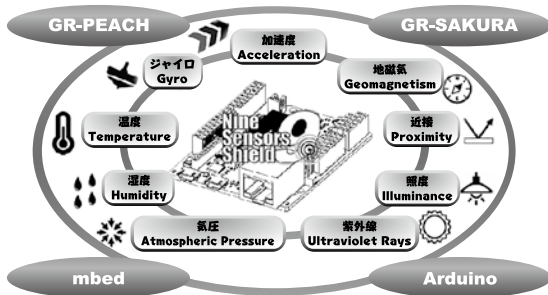 GR-PEACH
GR-SAKURA
加速度
Acceleration
ジャイロ
Gyro
地磁気
Geomagnetism
温度
Temperature
Nine
Sensors
Shield
近接
Proximity
湿度
Humidity
照度
Illuminance
気圧
Atmospheric Pressure
紫外線
Ultraviolet Rays
mbed
Arduino